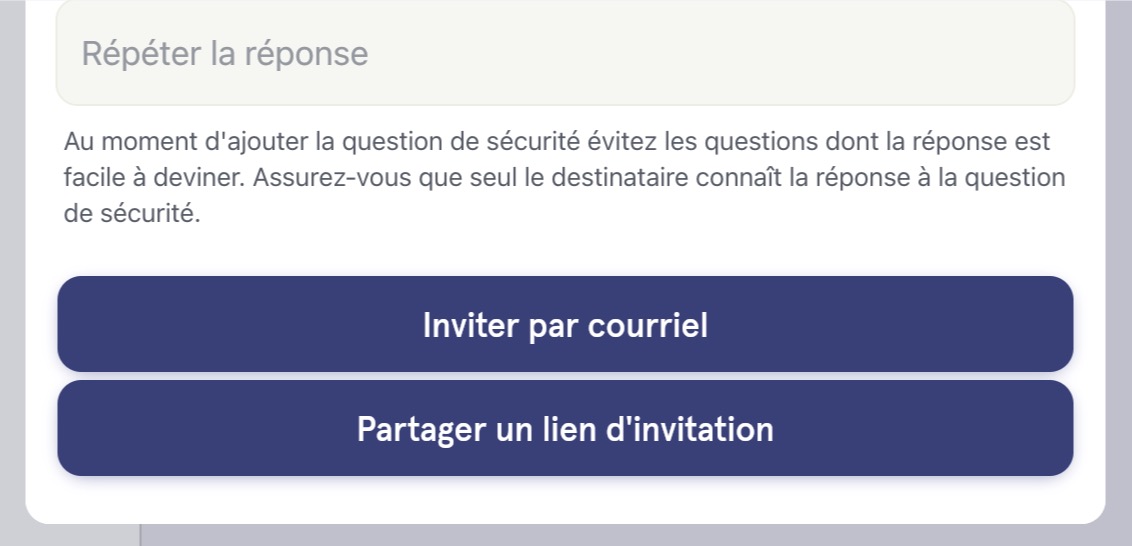 Répéter la réponse
Au moment d'ajouter la question de sécurité évitez les questions dont la réponse est
facile à deviner. Assurez-vous que seul le destinataire connaît la réponse à la question
de sécurité.
Inviter par courriel
Partager un lien d'invitation